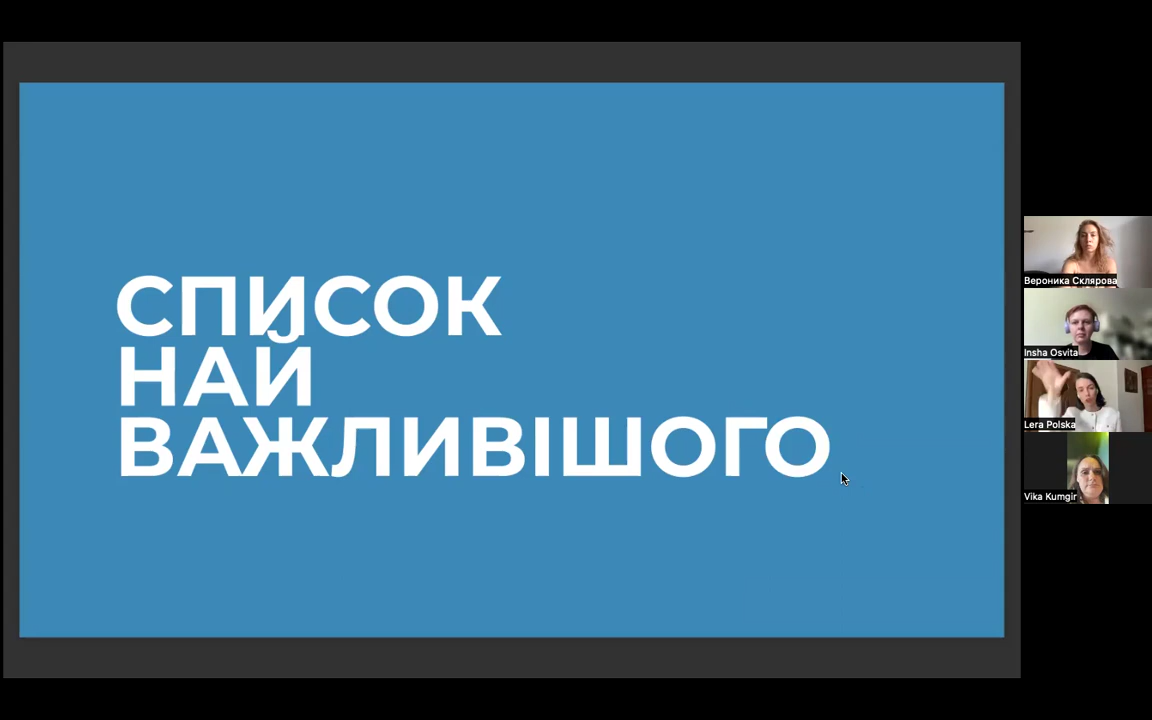 СПИСОК
НАЙ
ВАЖЛИВІШОГО
Вероника Склярова
Insha Osvita
Lera Polska
Vika Kumgir